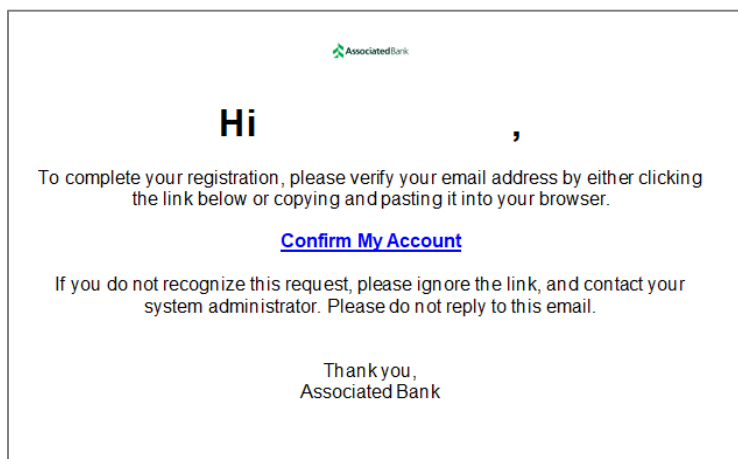 AssociatedBank
Hi ,
To complete your registration, please verify your email address by either clicking
the link below or copying and pasting it into your browser.
Confirm My Account
If you do not recognize this request, please ignore the link, and contact your
system administrator. Please do not reply to this email.
Thank you,
Associated Bank